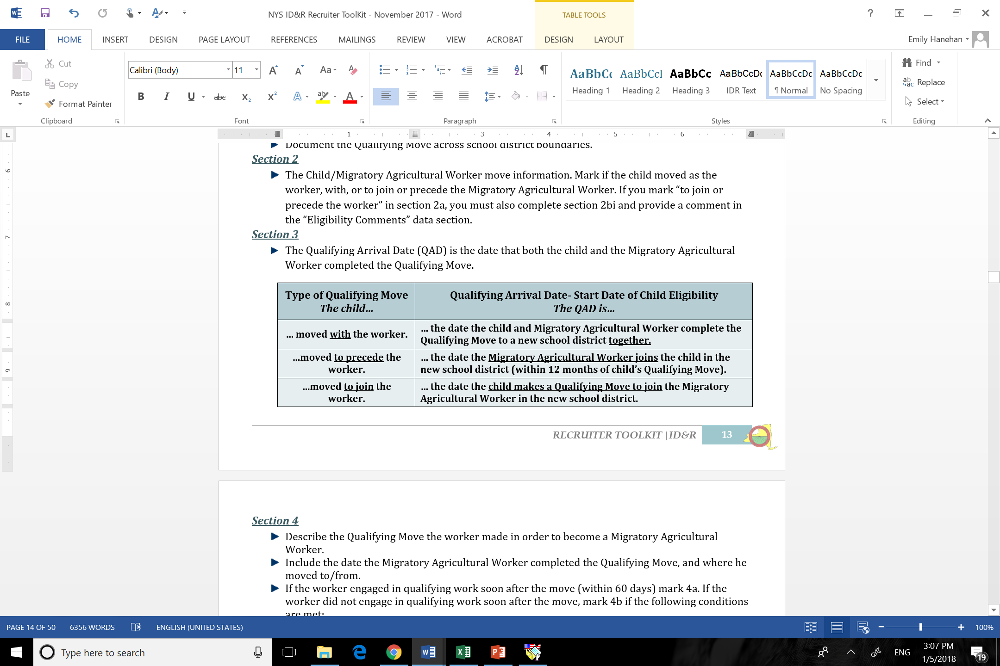 NYS ID&R Recruiter ToolKit - November 2017 - Word
TABLE TOOLS
?
FILE
HOME
INSERT
DESIGN
PAGE LAYOUT
REFERENCES
MAILINGS
REVIEW
VIEW
ACROBAT
DESIGN
LAYOUT
Emily Hanehan
Paste
Cut
Copy
Format Painter
Clipboard
Calibri (Body)
11
Font
Paragraph
AaBbCc Heading 1
AaBbCcI Heading 2
AaBbCc Heading 3
AaBbCcDc IDR Text
AaBbCcDc ¶ Normal
AaBbCcDc No Spacing
Styles
Find
Replace
Select
Editing
1 3 4 5 6 7
6
7
8
9
Document the Qualifying Move across school district boundaries.
Section 2
The Child/Migratory Agricultural Worker move information. Mark if the child moved as the
worker, with, or to join or precede the Migratory Agricultural Worker. If you mark “to join or
precede the worker” in section 2a, you must also complete section 2bi and provide a comment in
the “Eligibility Comments” data section.
Section 3
The Qualifying Arrival Date (QAD) is the date that both the child and the Migratory Agricultural
Worker completed the Qualifying Move.
Type of Qualifying Move
The child...
Qualifying Arrival Date- Start Date of Child Eligibility
The QAD is...
... moved with the worker.
... the date the child and Migratory Agricultural Worker complete the
Qualifying Move to a new school district together.
...moved to precede the
worker.
... the date the Migratory Agricultural Worker joins the child in the
new school district (within 12 months of child’s Qualifying Move).
...moved to join the
worker.
... the date the child makes a Qualifying Move to join the Migratory
Agricultural Worker in the new school district.
RECRUITER TOOLKIT |ID&R 13
Section 4
Describe the Qualifying Move the worker made in order to become a Migratory Agricultural
Worker.
Include the date the Migratory Agricultural Worker completed the Qualifying Move, and where he
moved to/from.
If the worker engaged in qualifying work soon after the move (within 60 days) mark 4a. If the
worker did not engage in qualifying work soon after the move, mark 4b if the following conditions
are met:
PAGE 14 OF 50
6356 WORDS
ENGLISH (UNITED STATES)
100%
Type here to search
ENG
3:07 PM
1/5/2018
19